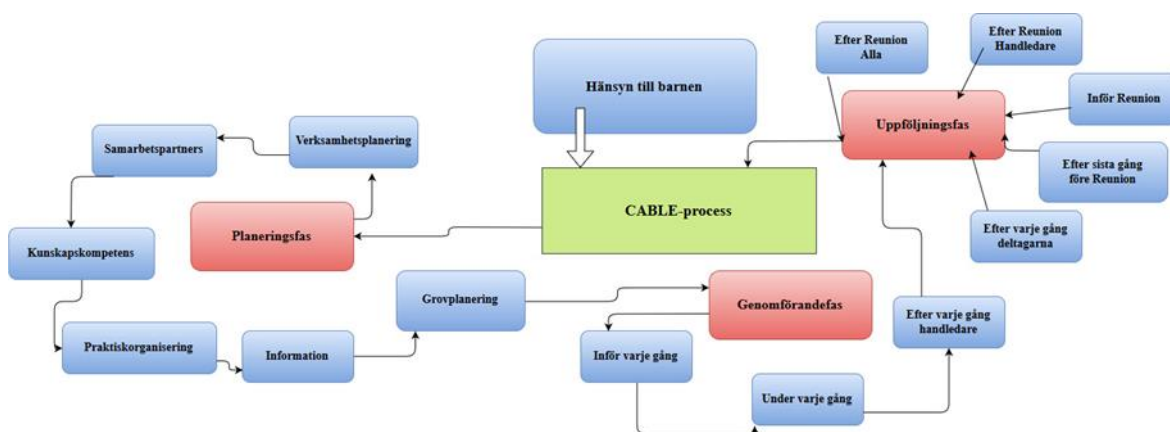 Efter Reunion
Alla
Efter Reunion
Handledare
Hänsyn till barnen
Inför Reunion
Uppföljningsfas
Verksamhetsplanering
Samarbetspartners
Efter sista gång
före Reunion
CABLE-process
Planeringsfas
Efter varje gång
deltagarna
Kunskapskompetens
Grovplanering
Genomförandefas
Efter varje gång
handledare
Praktiskorganisering
Information
Inför varje gång
Under varje gång